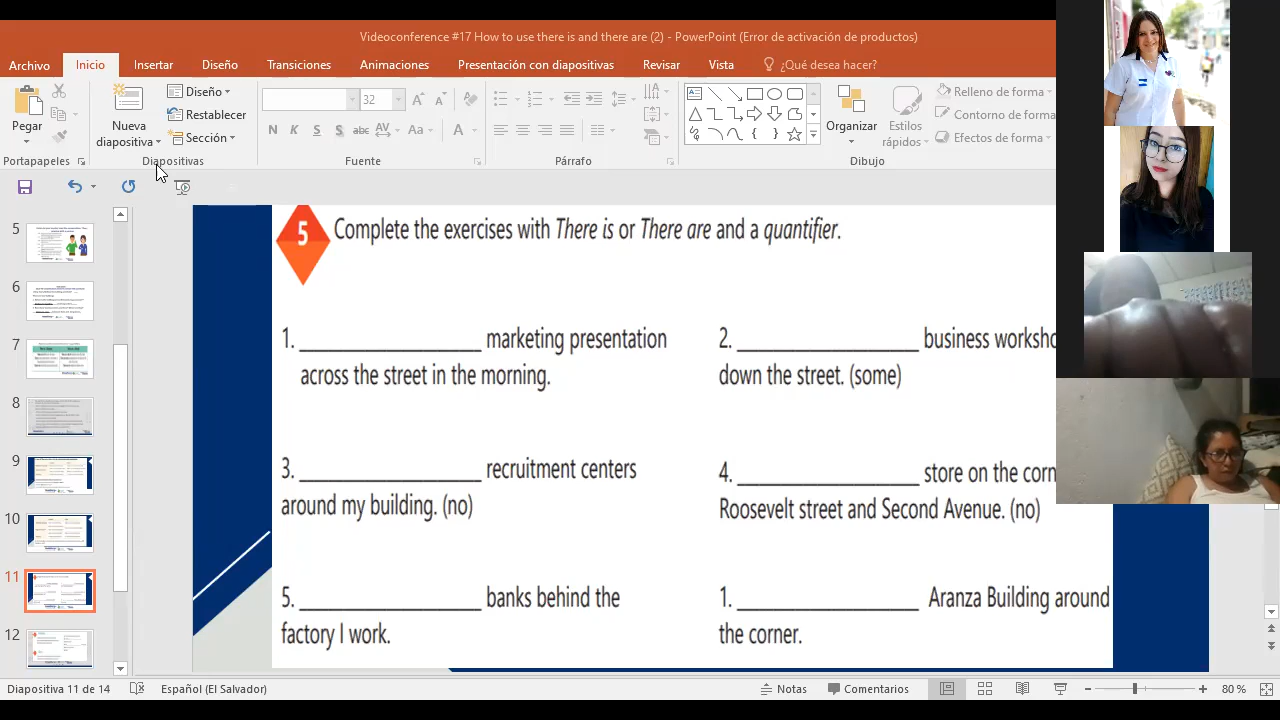 Videoconference #17 How to use there is and there are (2) - PowerPoint (Error de activación de productos)
Archivo Inicio Insertar Diseño Transiciones Animaciones Presentación con diapositivas Revisar Vista ¿Qué desea hacer?
Pegar
Nueva diapositiva
Diseño
Restablecer
Sección
32
N K S S abc AV Aa A
Organizar
Estilos rápidos
Relleno de forma
Contorno de forma
Efectos de forma
Portapapeles Diapositivas Fuente Párrafo Dibujo
5
6
7
8
9
10
11
12
5 Complete the exercises with There is or There are and a quantifier.
1. __________________ marketing presentation
across the street in the morning.
2. __________________ business worksho
down the street. (some)
3. __________________ recruitment centers
around my building. (no)
4. __________________ store on the corn
Roosevelt street and Second Avenue. (no)
5. __________________ banks behind the
factory I work.
1. __________________ Aranza Building around
the corner.
Diapositiva 11 de 14 Español (El Salvador) Notas Comentarios 80 %